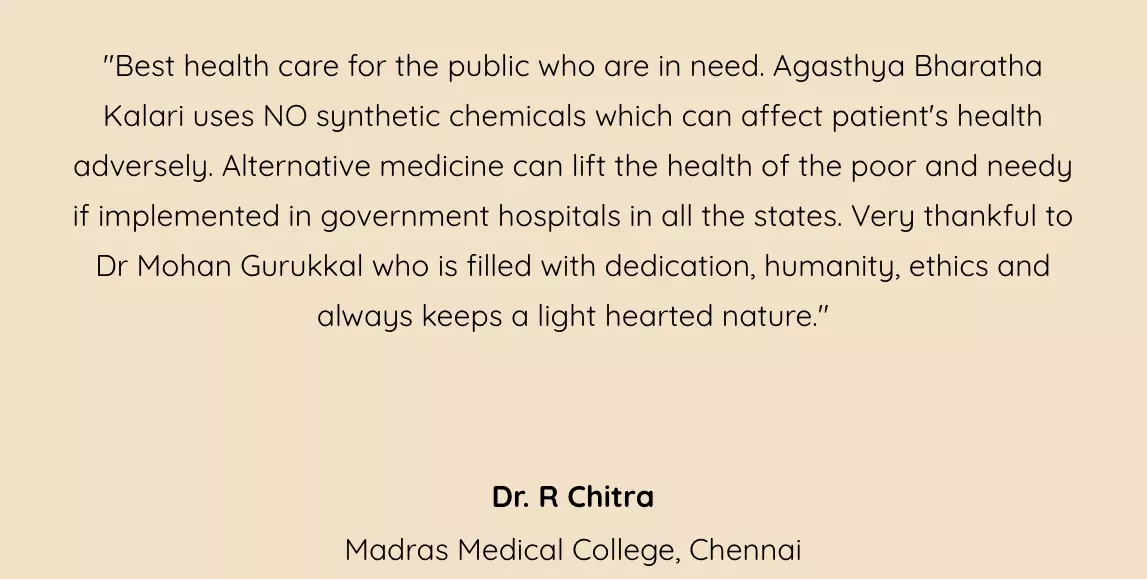 "Best health care for the public who are in need. Agasthya Bharatha
Kalari uses NO synthetic chemicals which can affect patient's health
adversely. Alternative medicine can lift the health of the poor and needy
if implemented in government hospitals in all the states. Very thankful to
Dr Mohan Gurukkal who is filled with dedication, humanity, ethics and
always keeps a light hearted nature."
Dr. R Chitra
Madras Medical College, Chennai